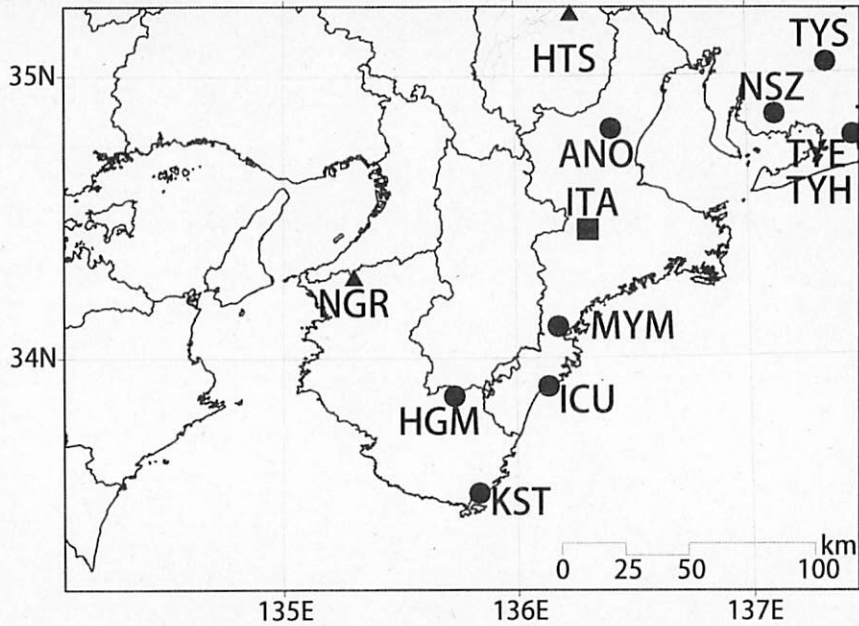 TYS
HTS
35N
NSZ
ANO
TYE
ITA
TYH
NGR
MYM
34N
ICU
HGM
KST
km
0 25 50 100
135E 136E 137E